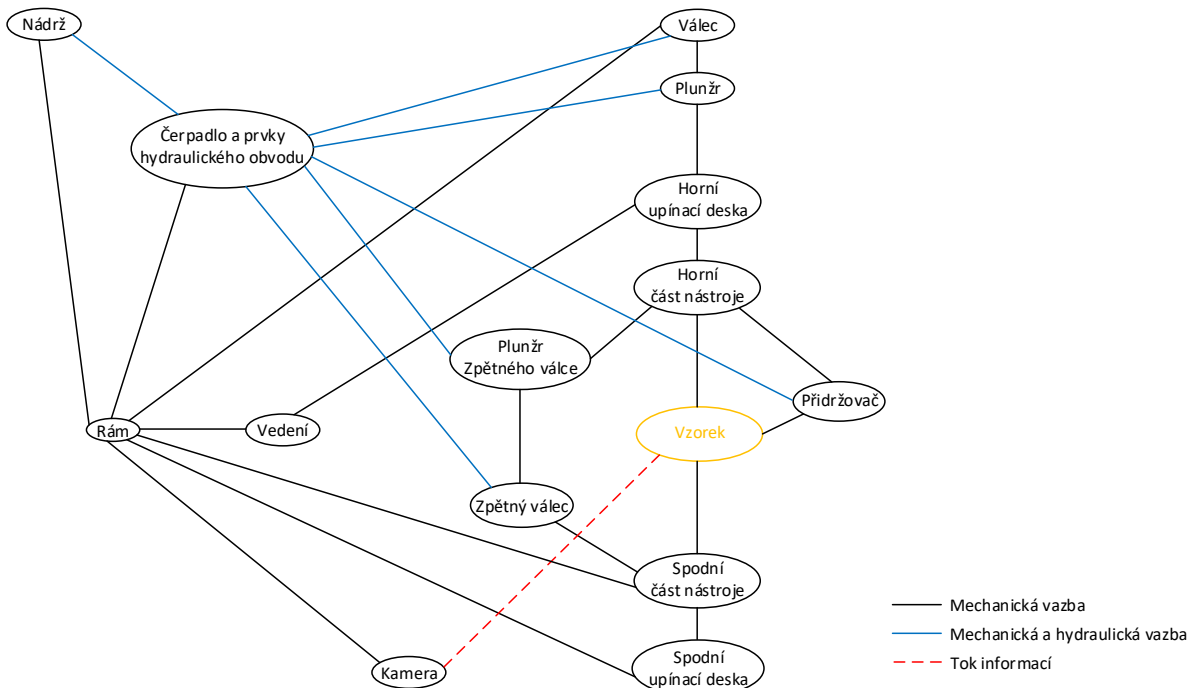 Nádrž
Válec
Plunžr
Čerpadlo a prvky
hydraulického obvodu
Horní
upínací deska
Horní
část nástroje
Plunžr
Zpětného válce
Přidržovač
Rám
Vedení
Vzorek
Zpětný válec
Spodní
část nástroje
Kamera
Spodní
upínací deska
Mechanická vazba
Mechanická a hydraulická vazba
Tok informací